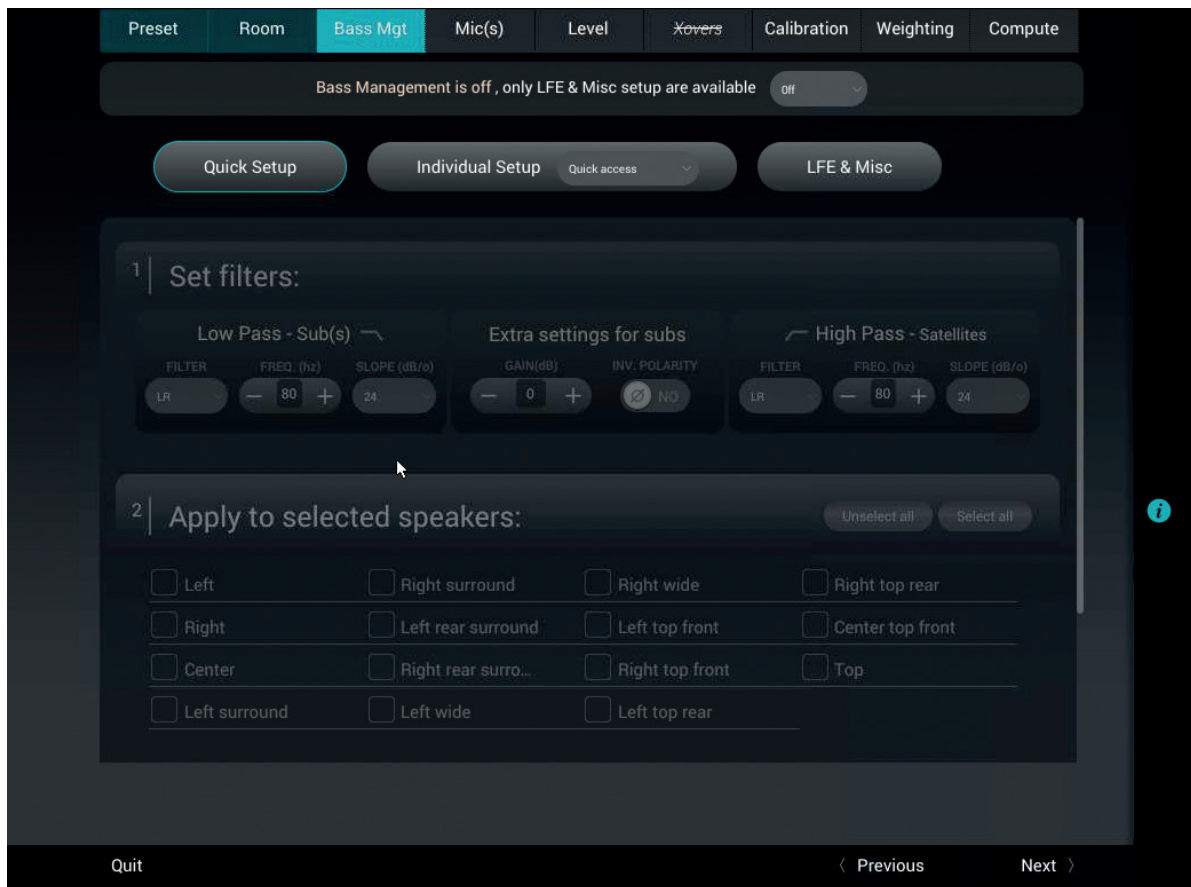 Preset Room Bass Mgt Mic(s) Level Xovers Calibration Weighting Compute
Bass Management is off , only LFE & Misc setup are available Off
Quick Setup Individual Setup Quick access LFE & Misc
1 Set filters:
Low Pass - Sub(s) Extra settings for subs High Pass - Satellites
FILTER FREQ. (hz) SLOPE (dB/o) GAIN(dB) INV. POLARITY FILTER FREQ. (hz) SLOPE (dB/o)
LR − 80 + 24 − 0 + Ø NO LR − 80 + 24
2 Apply to selected speakers: Unselect all Select all
Left Right surround Right wide Right top rear
Right Left rear surround Left top front Center top front
Center Right rear surro... Right top front Top
Left surround Left wide Left top rear
i
Quit Previous Next